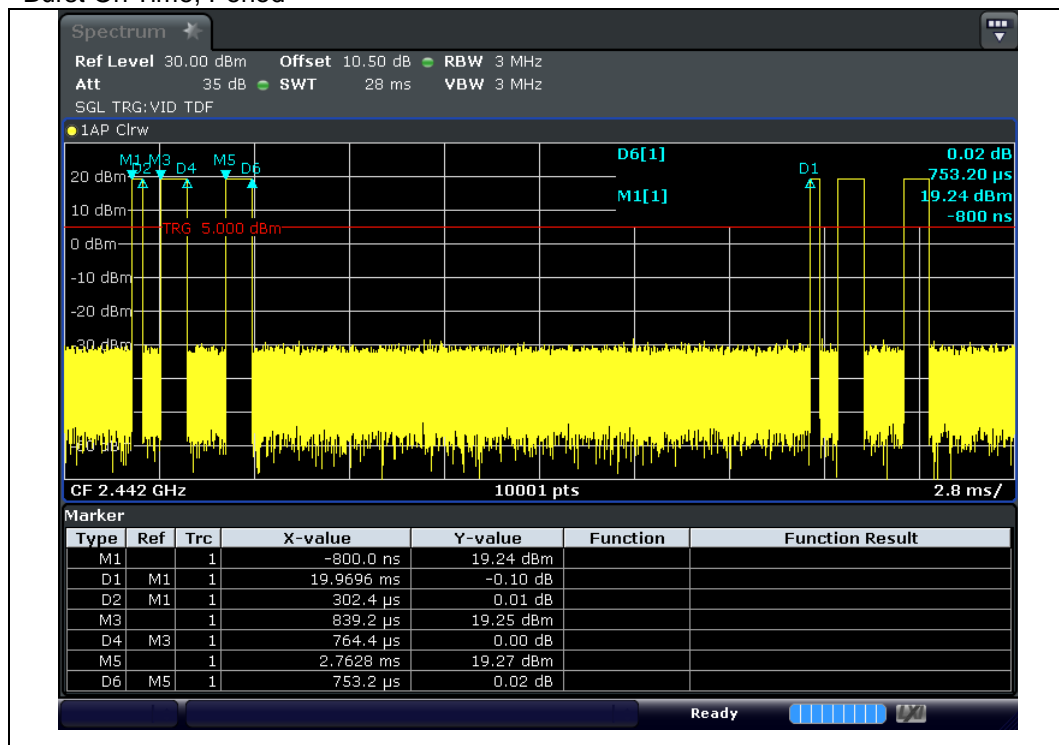 Burst On Time, Period
Spectrum
Ref Level 30.00 dBm Offset 10.50 dB RBW 3 MHz
Att 35 dB SWT 28 ms VBW 3 MHz
SGL TRG:VID TDF
1AP Clrw
M1 D2 M3 D4 M5 D6 D1
D6[1] 0.02 dB
753.20 µs
M1[1] 19.24 dBm
-800 ns
20 dBm
10 dBm
TRG 5.000 dBm
0 dBm
-10 dBm
-20 dBm
-30 dBm
CF 2.442 GHz 10001 pts 2.8 ms/
Marker
Type Ref Trc X-value Y-value Function Function Result
M1 1 -800.0 ns 19.24 dBm
D1 M1 1 19.9696 ms -0.10 dB
D2 M1 1 302.4 µs 0.01 dB
M3 1 839.2 µs 19.25 dBm
D4 M3 1 764.4 µs 0.00 dB
M5 1 2.7628 ms 19.27 dBm
D6 M5 1 753.2 µs 0.02 dB
Ready LXI